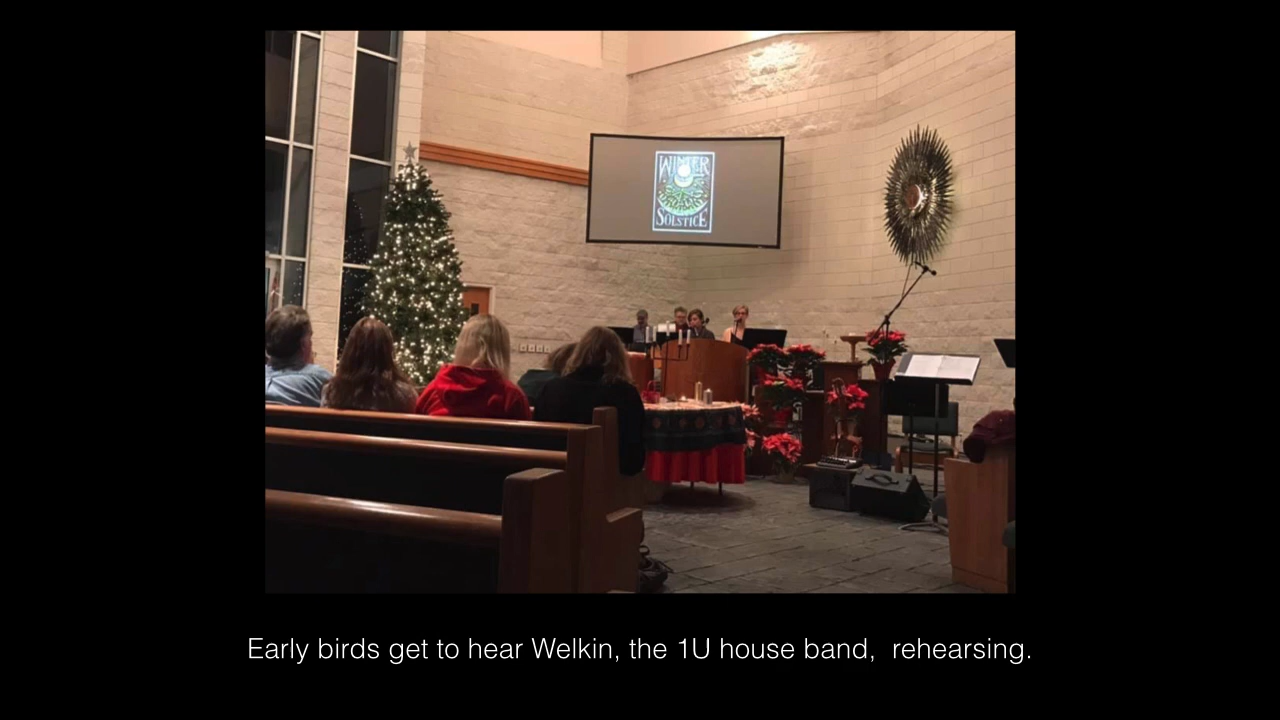 WINTER
SOLSTICE
Early birds get to hear Welkin, the 1U house band,  rehearsing.